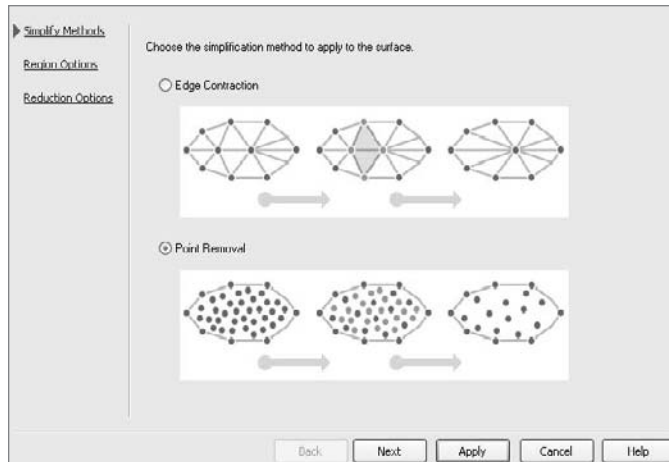 Simplify Methods
Region Options
Reduction Options
Choose the simplification method to apply to the surface.
Edge Contraction
Point Removal
Back
Next
Apply
Cancel
Help